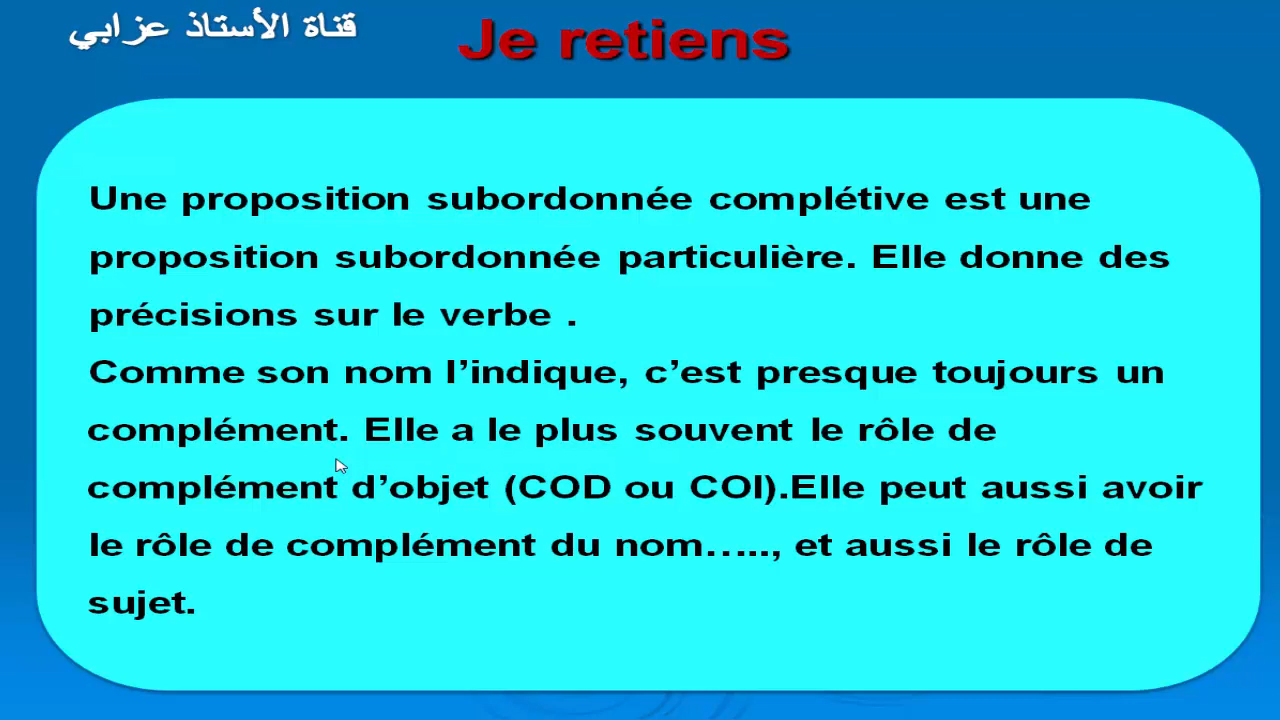 قناة الأستاذ عزابي
Je retiens
Une proposition subordonnée complétive est une
proposition subordonnée particulière. Elle donne des
précisions sur le verbe .
Comme son nom l’indique, c’est presque toujours un
complément. Elle a le plus souvent le rôle de
complément d’objet (COD ou COI).Elle peut aussi avoir
le rôle de complément du nom….., et aussi le rôle de
sujet.